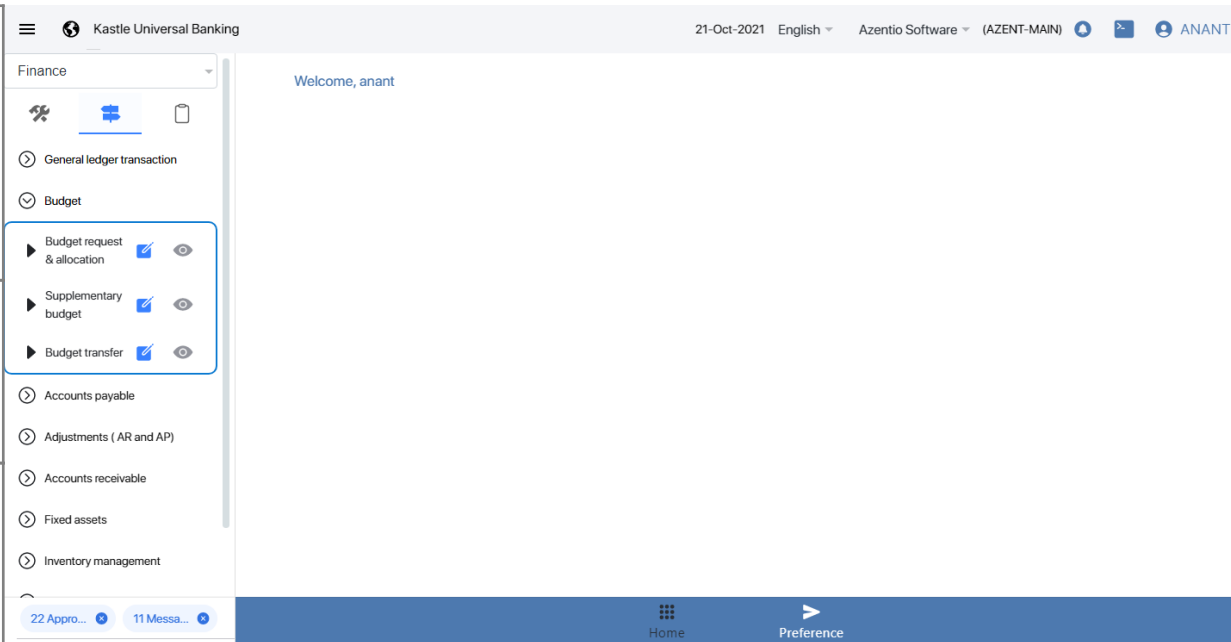 Kastle Universal Banking
21-Oct-2021 English Azentio Software (AZENT-MAIN) ANANT
Finance
Welcome, anant
General ledger transaction
Budget
Budget request
& allocation
Supplementary
budget
Budget transfer
Accounts payable
Adjustments ( AR and AP)
Accounts receivable
Fixed assets
Inventory management
22 Appro... 11 Messa...
Home
Preference